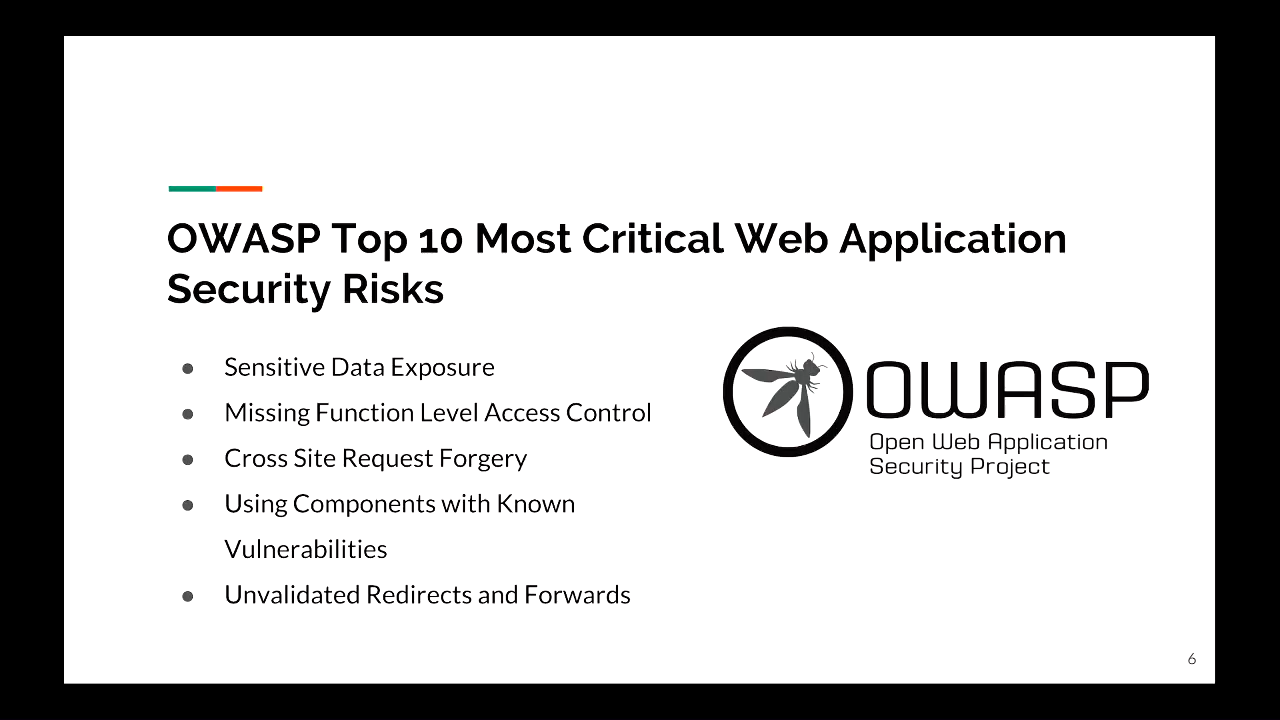 OWASP Top 10 Most Critical Web Application
Security Risks
● Sensitive Data Exposure
● Missing Function Level Access Control
● Cross Site Request Forgery
● Using Components with Known
Vulnerabilities
● Unvalidated Redirects and Forwards
OWASP
Open Web Application
Security Project
6